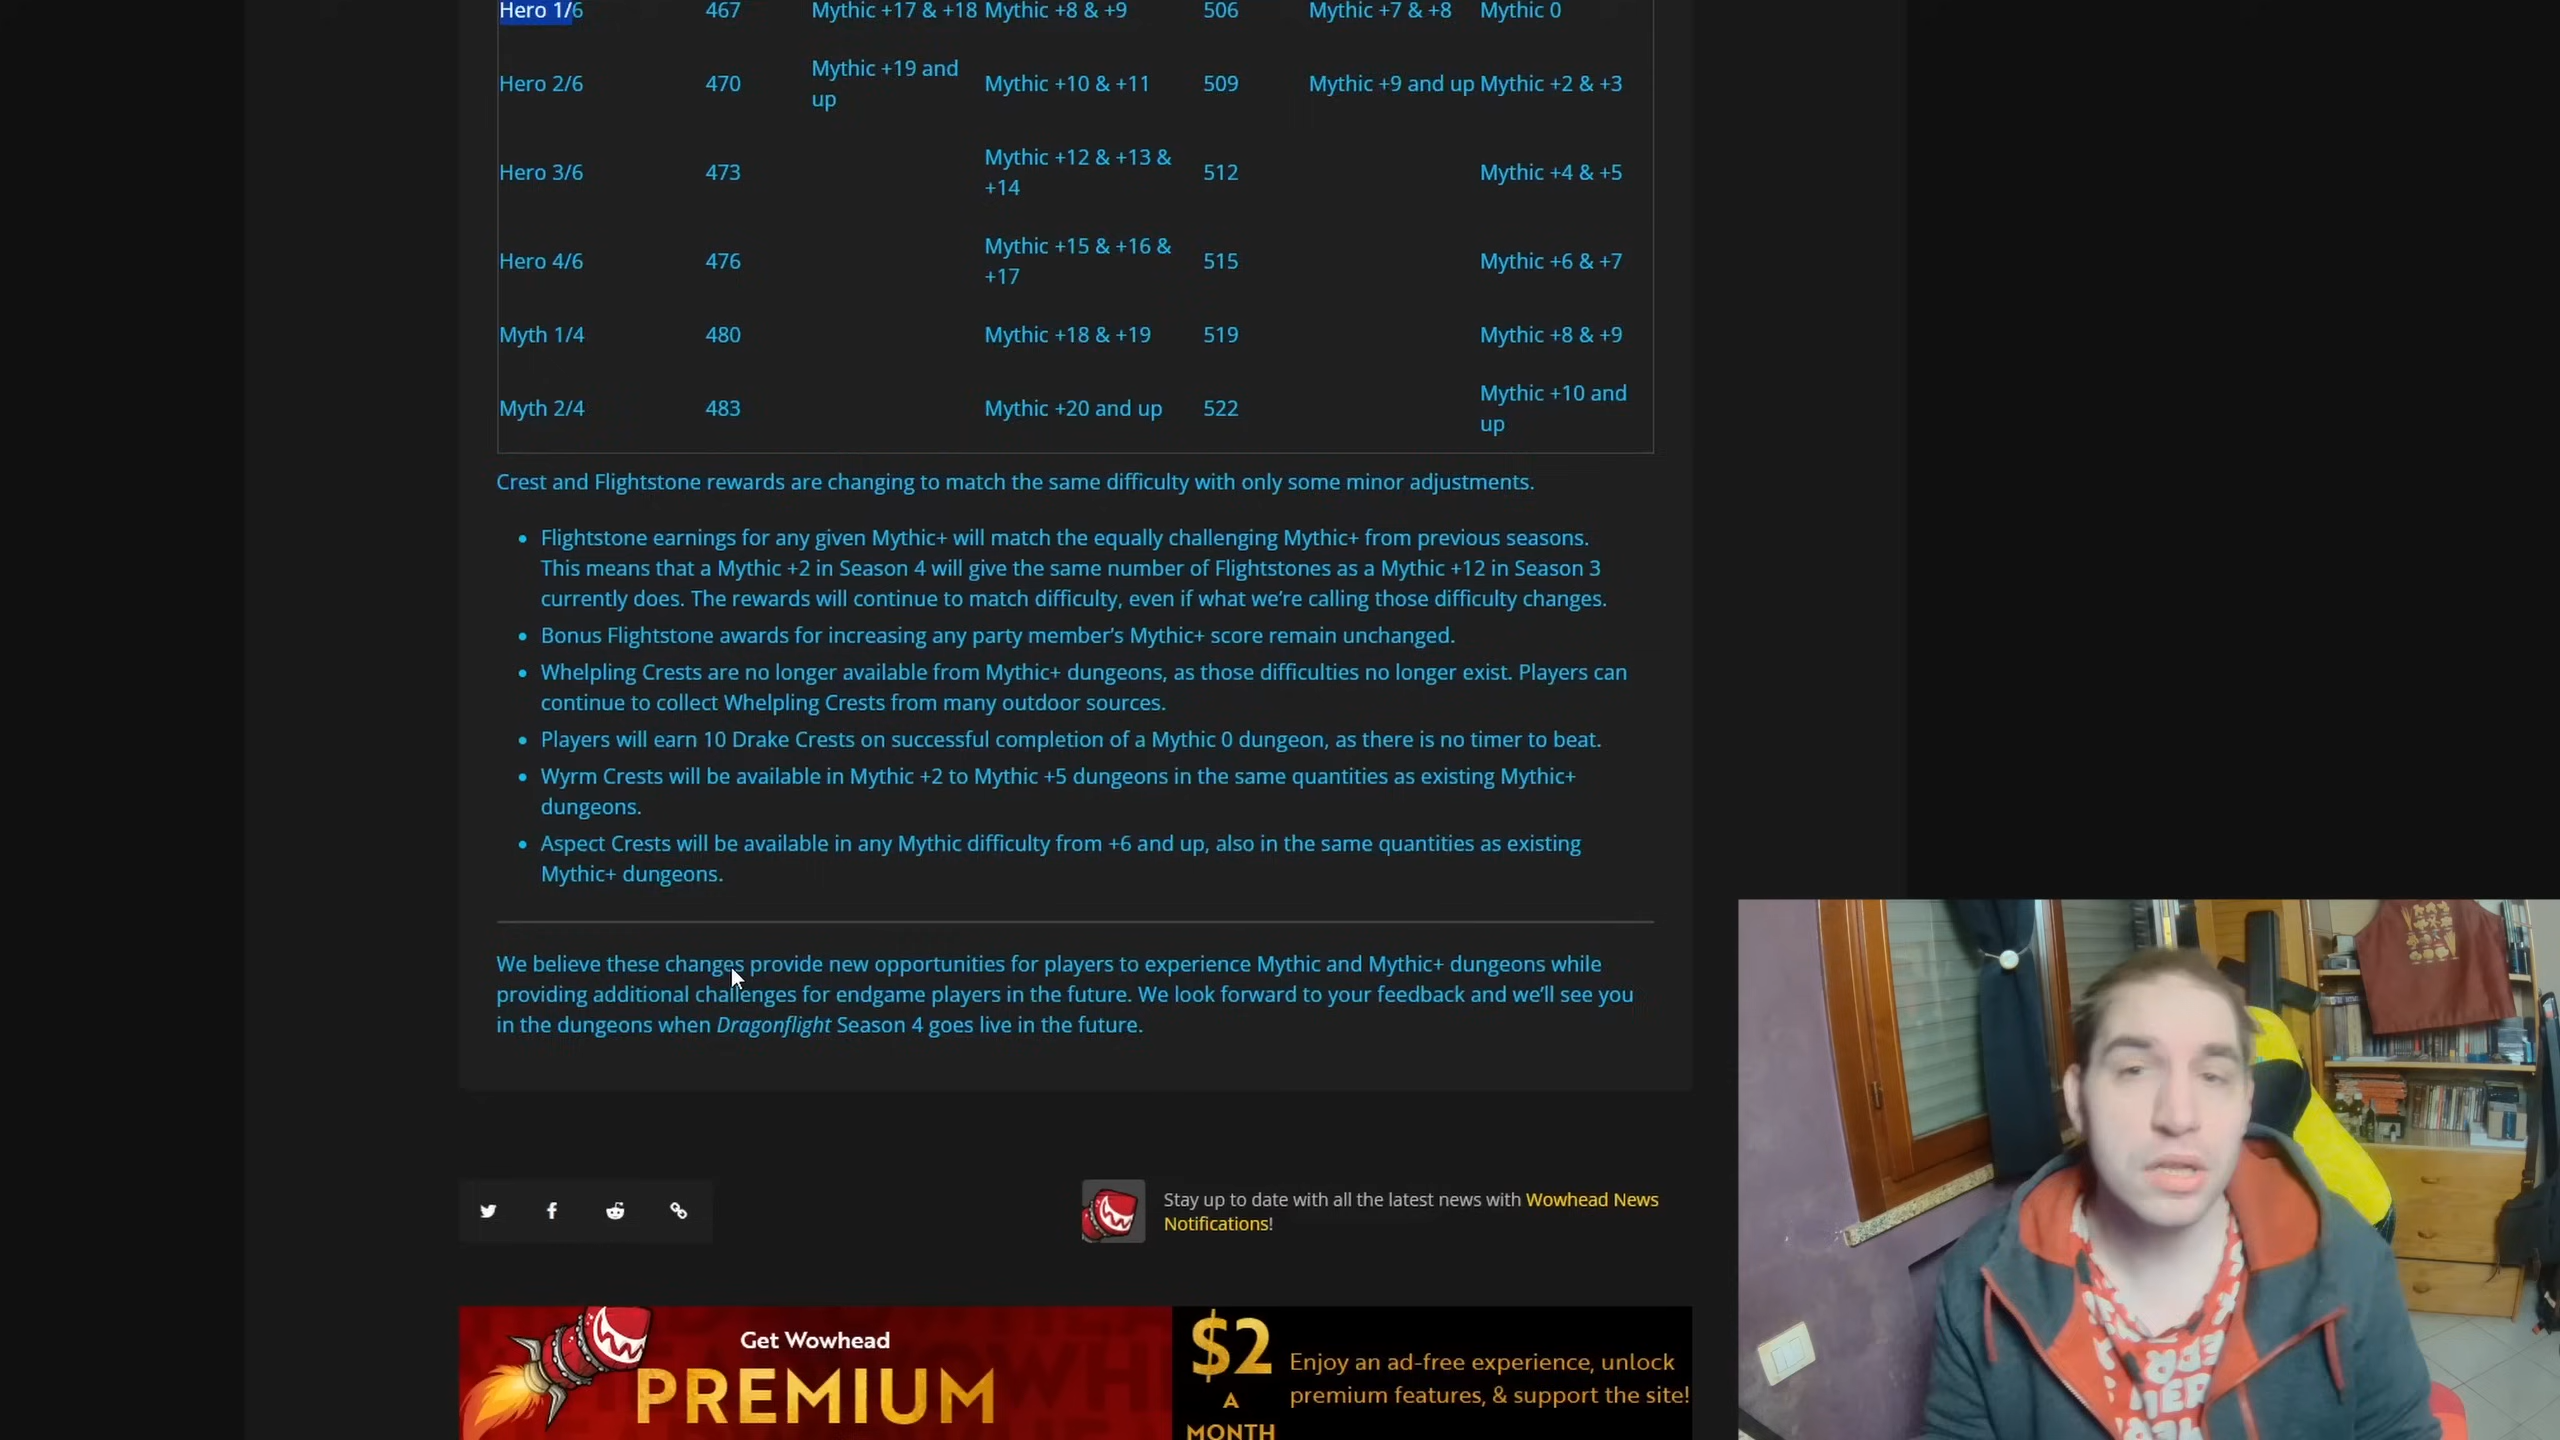 Hero 1/6 467 Mythic +17 & +18 Mythic +8 & +9 506 Mythic +7 & +8 Mythic 0
Hero 2/6 470 Mythic +19 and up Mythic +10 & +11 509 Mythic +9 and up Mythic +2 & +3
Hero 3/6 473 Mythic +12 & +13 & +14 512 Mythic +4 & +5
Hero 4/6 476 Mythic +15 & +16 & +17 515 Mythic +6 & +7
Myth 1/4 480 Mythic +18 & +19 519 Mythic +8 & +9
Myth 2/4 483 Mythic +20 and up 522 Mythic +10 and up
Crest and Flightstone rewards are changing to match the same difficulty with only some minor adjustments.
• Flightstone earnings for any given Mythic+ will match the equally challenging Mythic+ from previous seasons.
This means that a Mythic +2 in Season 4 will give the same number of Flightstones as a Mythic +12 in Season 3
currently does. The rewards will continue to match difficulty, even if what we're calling those difficulty changes.
• Bonus Flightstone awards for increasing any party member's Mythic+ score remain unchanged.
• Whelpling Crests are no longer available from Mythic+ dungeons, as those difficulties no longer exist. Players can
continue to collect Whelpling Crests from many outdoor sources.
• Players will earn 10 Drake Crests on successful completion of a Mythic 0 dungeon, as there is no timer to beat.
• Wyrm Crests will be available in Mythic +2 to Mythic +5 dungeons in the same quantities as existing Mythic+
dungeons.
• Aspect Crests will be available in any Mythic difficulty from +6 and up, also in the same quantities as existing
Mythic+ dungeons.
We believe these changes provide new opportunities for players to experience Mythic and Mythic+ dungeons while
providing additional challenges for endgame players in the future. We look forward to your feedback and we'll see you
in the dungeons when Dragonflight Season 4 goes live in the future.
Stay up to date with all the latest news with Wowhead News
Notifications!
Get Wowhead
PREMIUM
$2
A
MONTH
Enjoy an ad-free experience, unlock
premium features, & support the site!